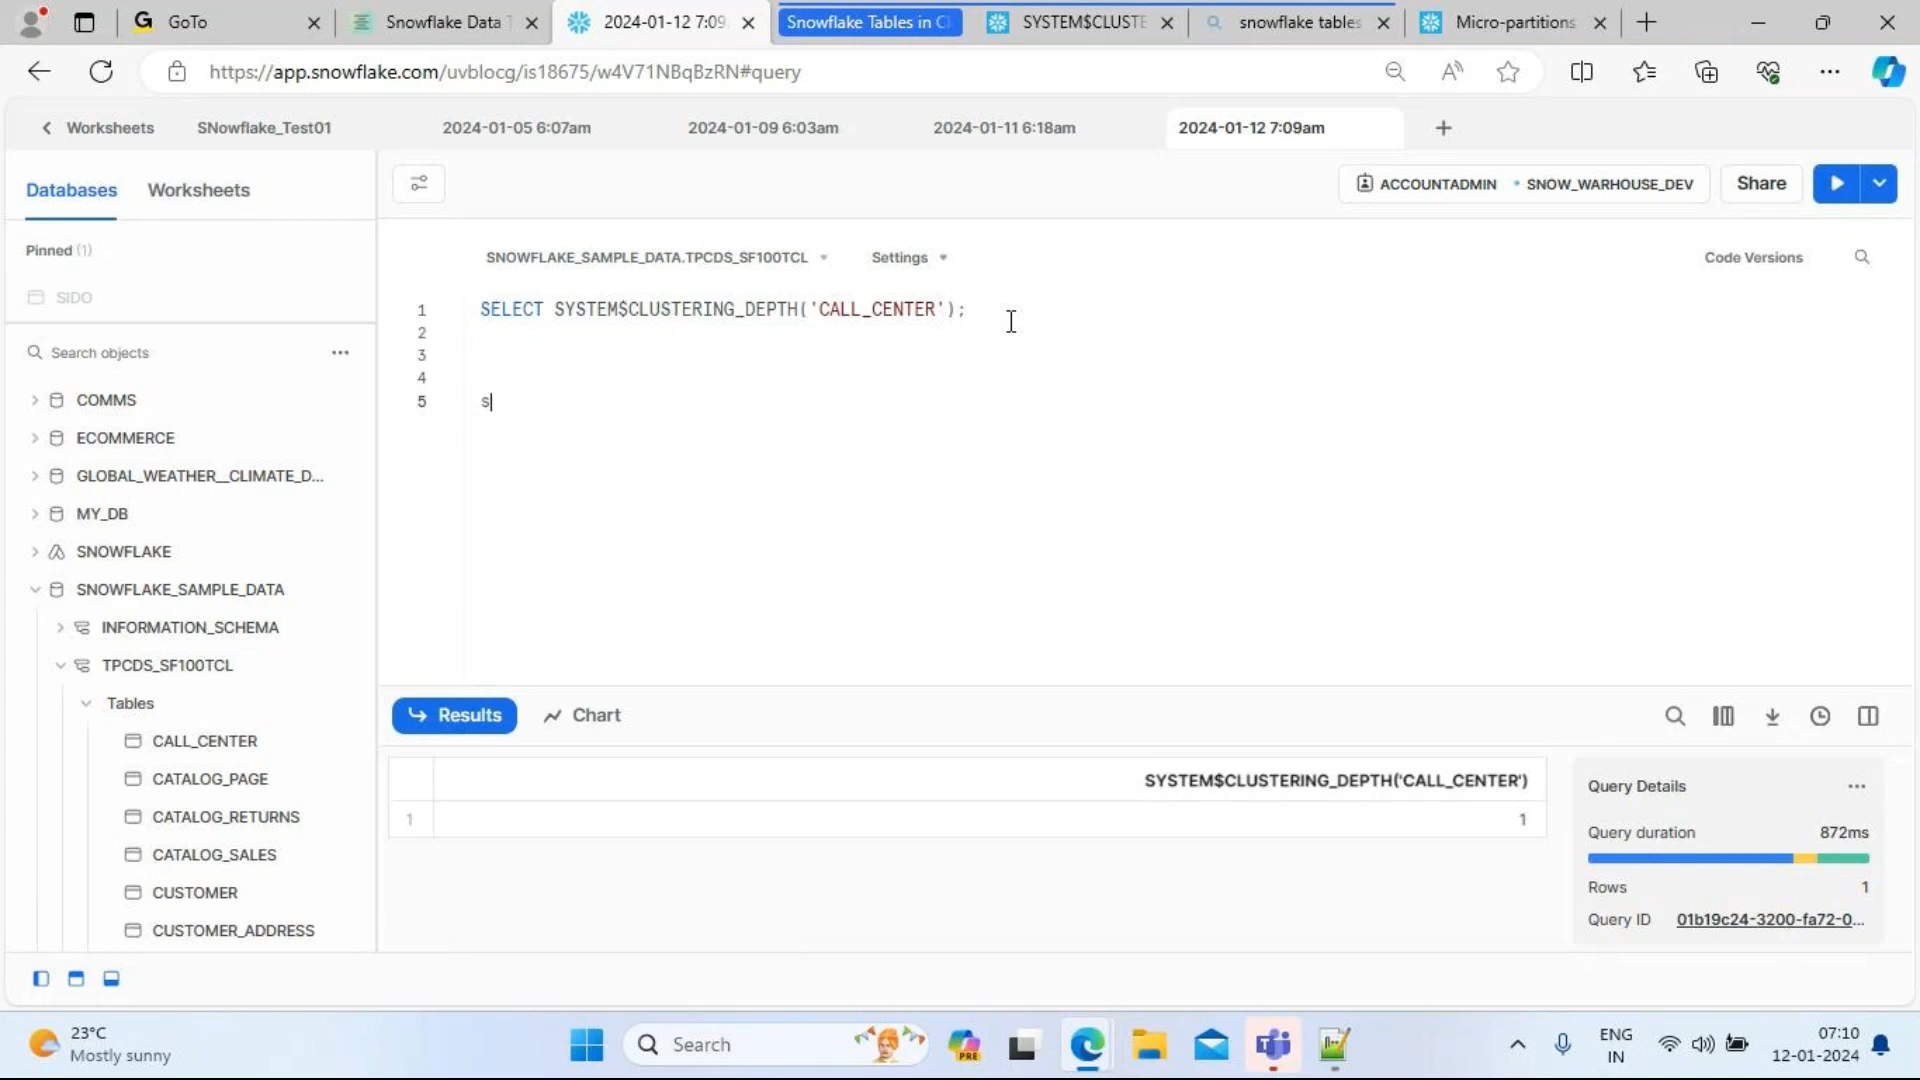 GoTo
Snowflake Data T
2024-01-12 7:09
Snowflake Tables in C
SYSTEM$CLUSTE
snowflake tables
Micro-partitions
https://app.snowflake.com/uvblocg/is18675/w4V71NBqBzRN#query
Worksheets
SNowflake_Test01
2024-01-05 6:07am
2024-01-09 6:03am
2024-01-11 6:18am
2024-01-12 7:09am
Databases
Worksheets
ACCOUNTADMIN • SNOW_WARHOUSE_DEV
Share
Pinned (1)
SIDO
SNOWFLAKE_SAMPLE_DATA.TPCDS_SF100TCL
Settings
Code Versions
1 SELECT SYSTEM$CLUSTERING_DEPTH('CALL_CENTER');
2
3
4
5 s
Search objects
COMMS
ECOMMERCE
GLOBAL_WEATHER__CLIMATE_D...
MY_DB
SNOWFLAKE
SNOWFLAKE_SAMPLE_DATA
INFORMATION_SCHEMA
TPCDS_SF100TCL
Tables
CALL_CENTER
CATALOG_PAGE
CATALOG_RETURNS
CATALOG_SALES
CUSTOMER
CUSTOMER_ADDRESS
Results
Chart
SYSTEM$CLUSTERING_DEPTH('CALL_CENTER')
1 1
Query Details
Query duration 872ms
Rows 1
Query ID 01b19c24-3200-fa72-0...
23°C
Mostly sunny
Search
PRE
ENG
IN
07:10
12-01-2024